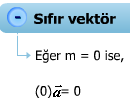 Sıfır vektör
Eğer m = 0 ise,
(0)a⃗ = 0